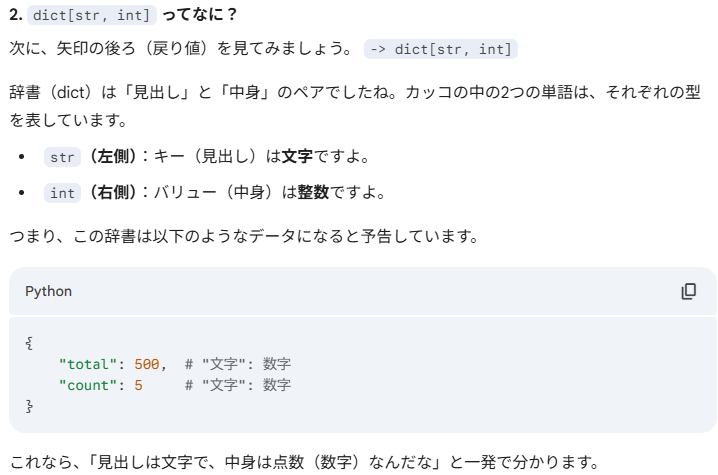 2. dict[str, int] ってなに？
次に、矢印の後ろ（戻り値）を見てみましょう。 -> dict[str, int]
辞書（dict）は「見出し」と「中身」のペアでしたね。カッコの中の2つの単語は、それぞれの型
を表しています。
• str（左側）：キー（見出し）は文字ですよ。
• int（右側）：バリュー（中身）は整数ですよ。
つまり、この辞書は以下のようなデータになると予告しています。
Python
{
    "total": 500,  # "文字": 数字
    "count": 5     # "文字": 数字
}
これなら、「見出しは文字で、中身は点数（数字）なんだな」と一発で分かります。